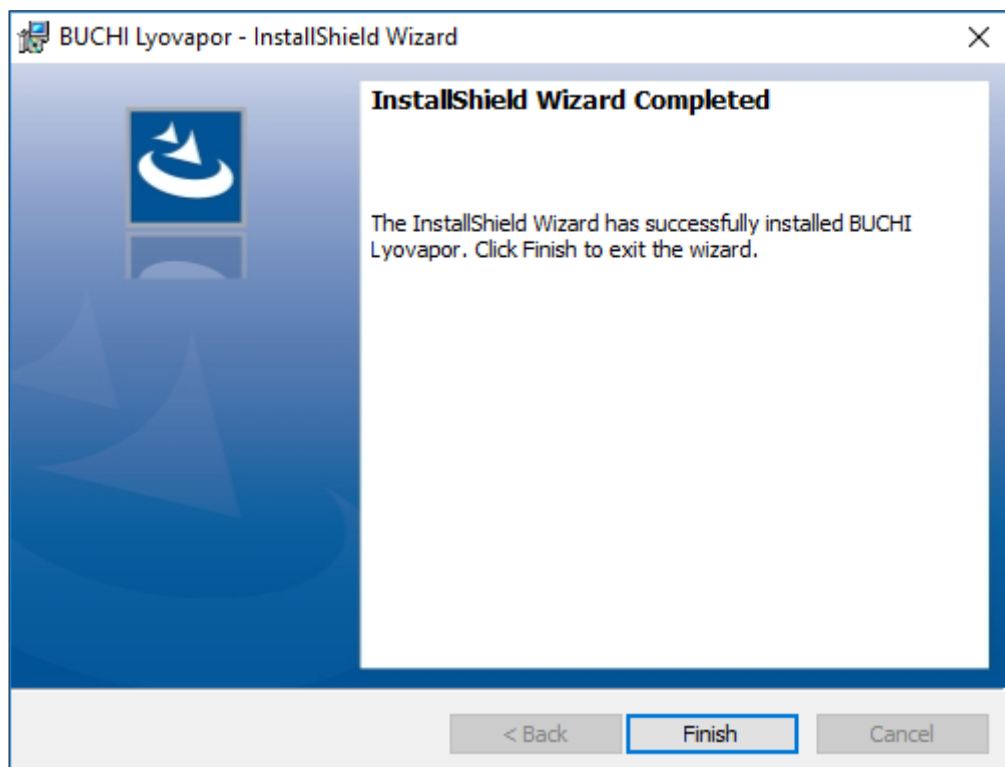 BUCHI Lyovapor - InstallShield Wizard
InstallShield Wizard Completed
The InstallShield Wizard has successfully installed BUCHI
Lyovapor. Click Finish to exit the wizard.
< Back
Finish
Cancel